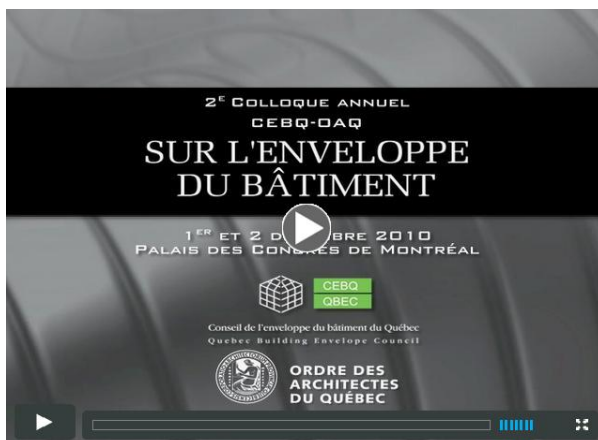 2E COLLOQUE ANNUEL
CEBQ-OAQ
SUR L'ENVELOPPE
DU BÂTIMENT
1ER ET 2 D BRE 2010
PALAIS DES CONGRÈS DE MONTRÉAL
CEBQ
QBEC
Conseil de l'enveloppe du bâtiment du Québec
Quebec Building Envelope Council
ORDRE DES
ARCHITECTES
DU QUÉBEC